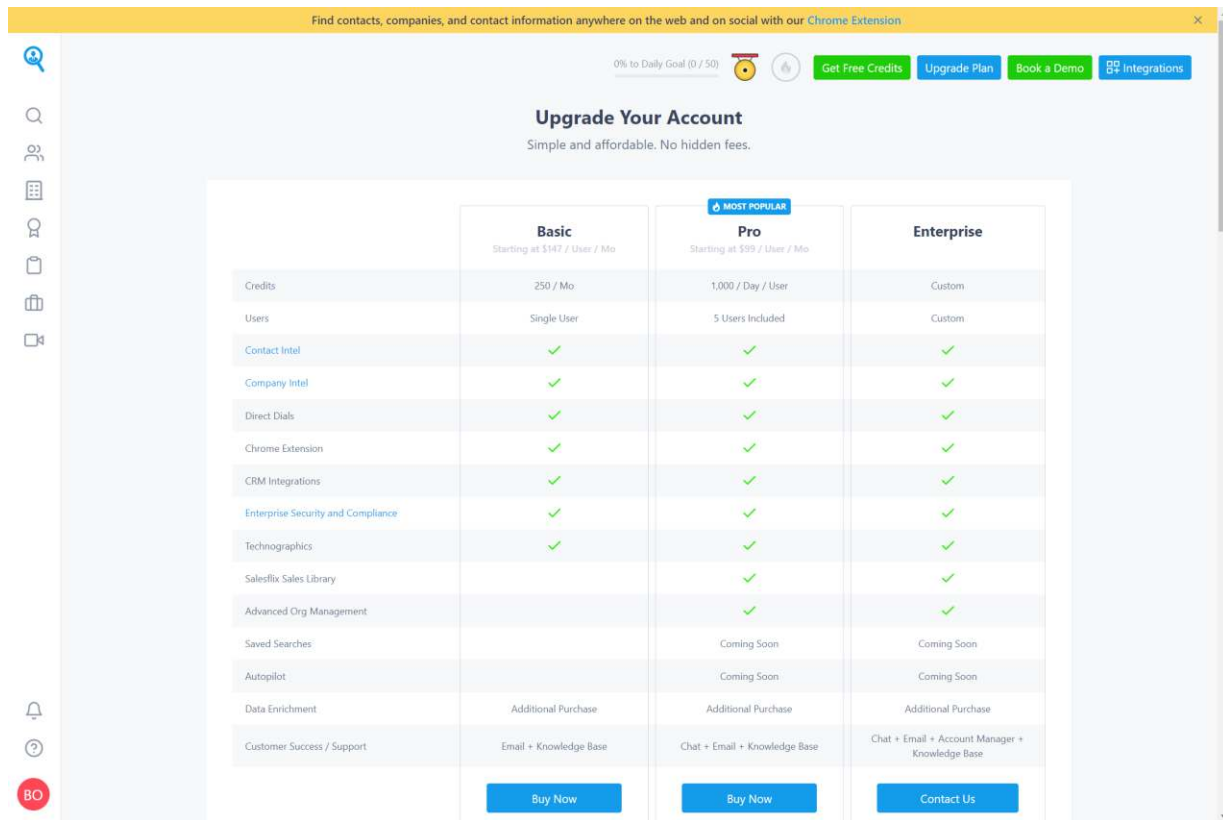 Find contacts, companies, and contact information anywhere on the web and on social with our Chrome Extension
0% to Daily Goal (0 / 50)
Get Free Credits
Upgrade Plan
Book a Demo
Integrations
Upgrade Your Account
Simple and affordable. No hidden fees.
MOST POPULAR
Basic Pro Enterprise
Starting at $147 / User / Mo Starting at $99 / User / Mo
Credits 250 / Mo 1,000 / Day / User Custom
Users Single User 5 Users Included Custom
Contact Intel
Company Intel
Direct Dials
Chrome Extension
CRM Integrations
Enterprise Security and Compliance
Technographics
Salesflix Sales Library
Advanced Org Management
Saved Searches Coming Soon Coming Soon
Autopilot Coming Soon Coming Soon
Data Enrichment Additional Purchase Additional Purchase Additional Purchase
Customer Success / Support Email + Knowledge Base Chat + Email + Knowledge Base Chat + Email + Account Manager +
Knowledge Base
BO
Buy Now Buy Now Contact Us